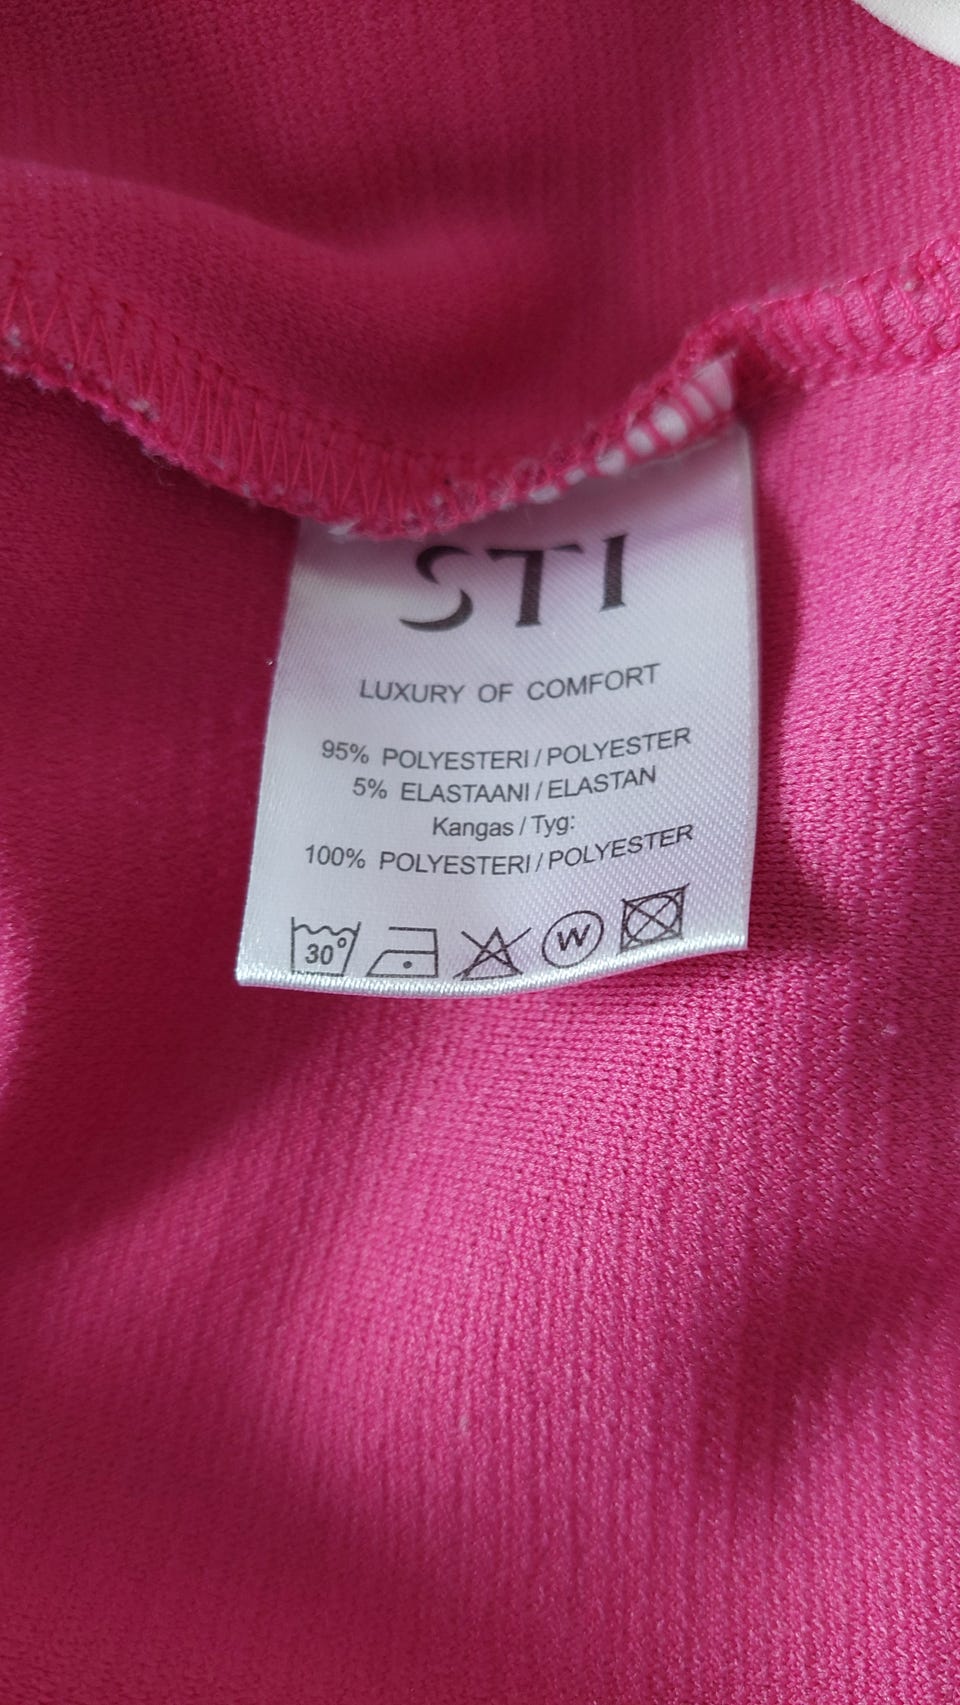 STI
LUXURY OF COMFORT
95% POLYESTERI / POLYESTER
5% ELASTAANI / ELASTAN
Kangas / Tyg:
100% POLYESTERI / POLYESTER
30° W